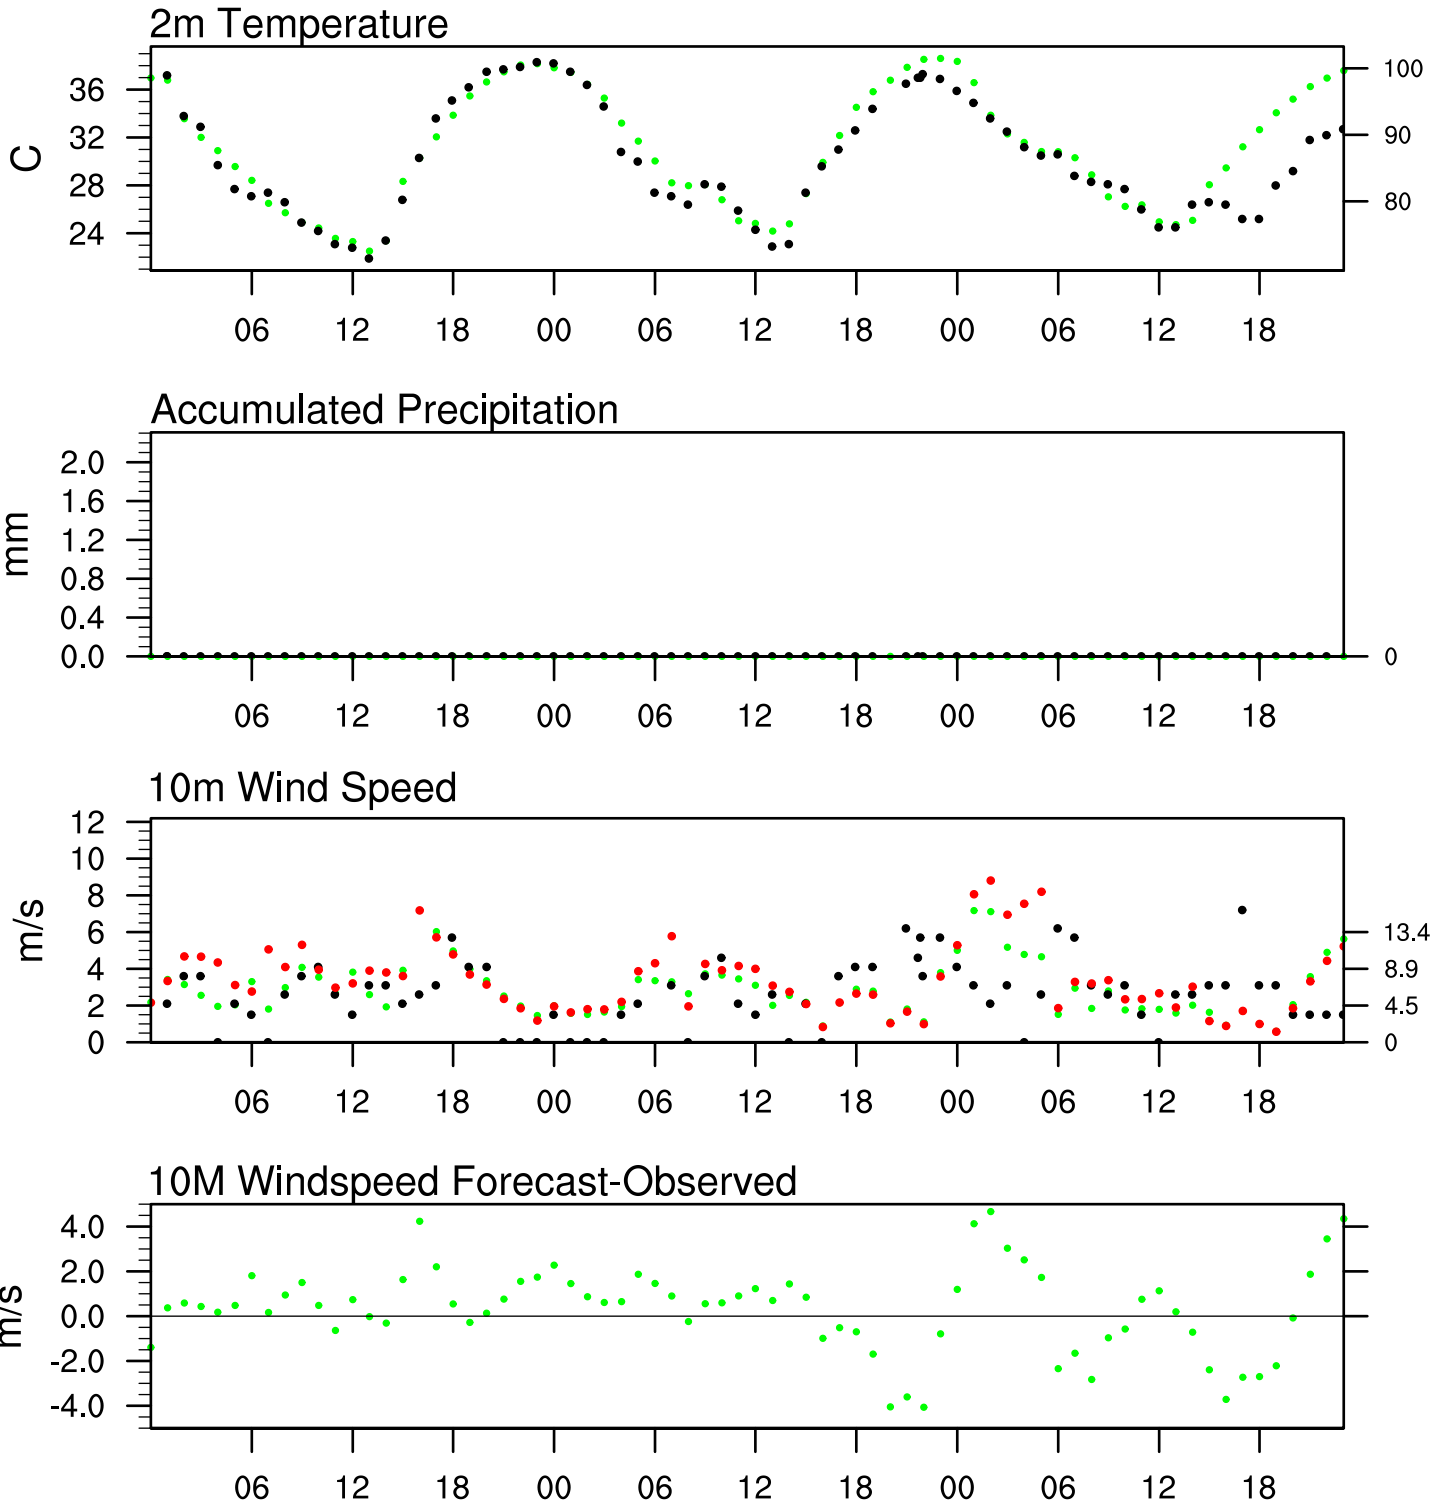 2m Temperature
36
32
28
24
C
100
90
80
06 12 18 00 06 12 18 00 06 12 18
Accumulated Precipitation
2.0
1.6
1.2
0.8
0.4
0.0
mm
0
06 12 18 00 06 12 18 00 06 12 18
10m Wind Speed
12
10
8
6
4
2
0
m/s
13.4
8.9
4.5
0
06 12 18 00 06 12 18 00 06 12 18
10M Windspeed Forecast-Observed
4.0
2.0
0.0
-2.0
-4.0
m/s
06 12 18 00 06 12 18 00 06 12 18